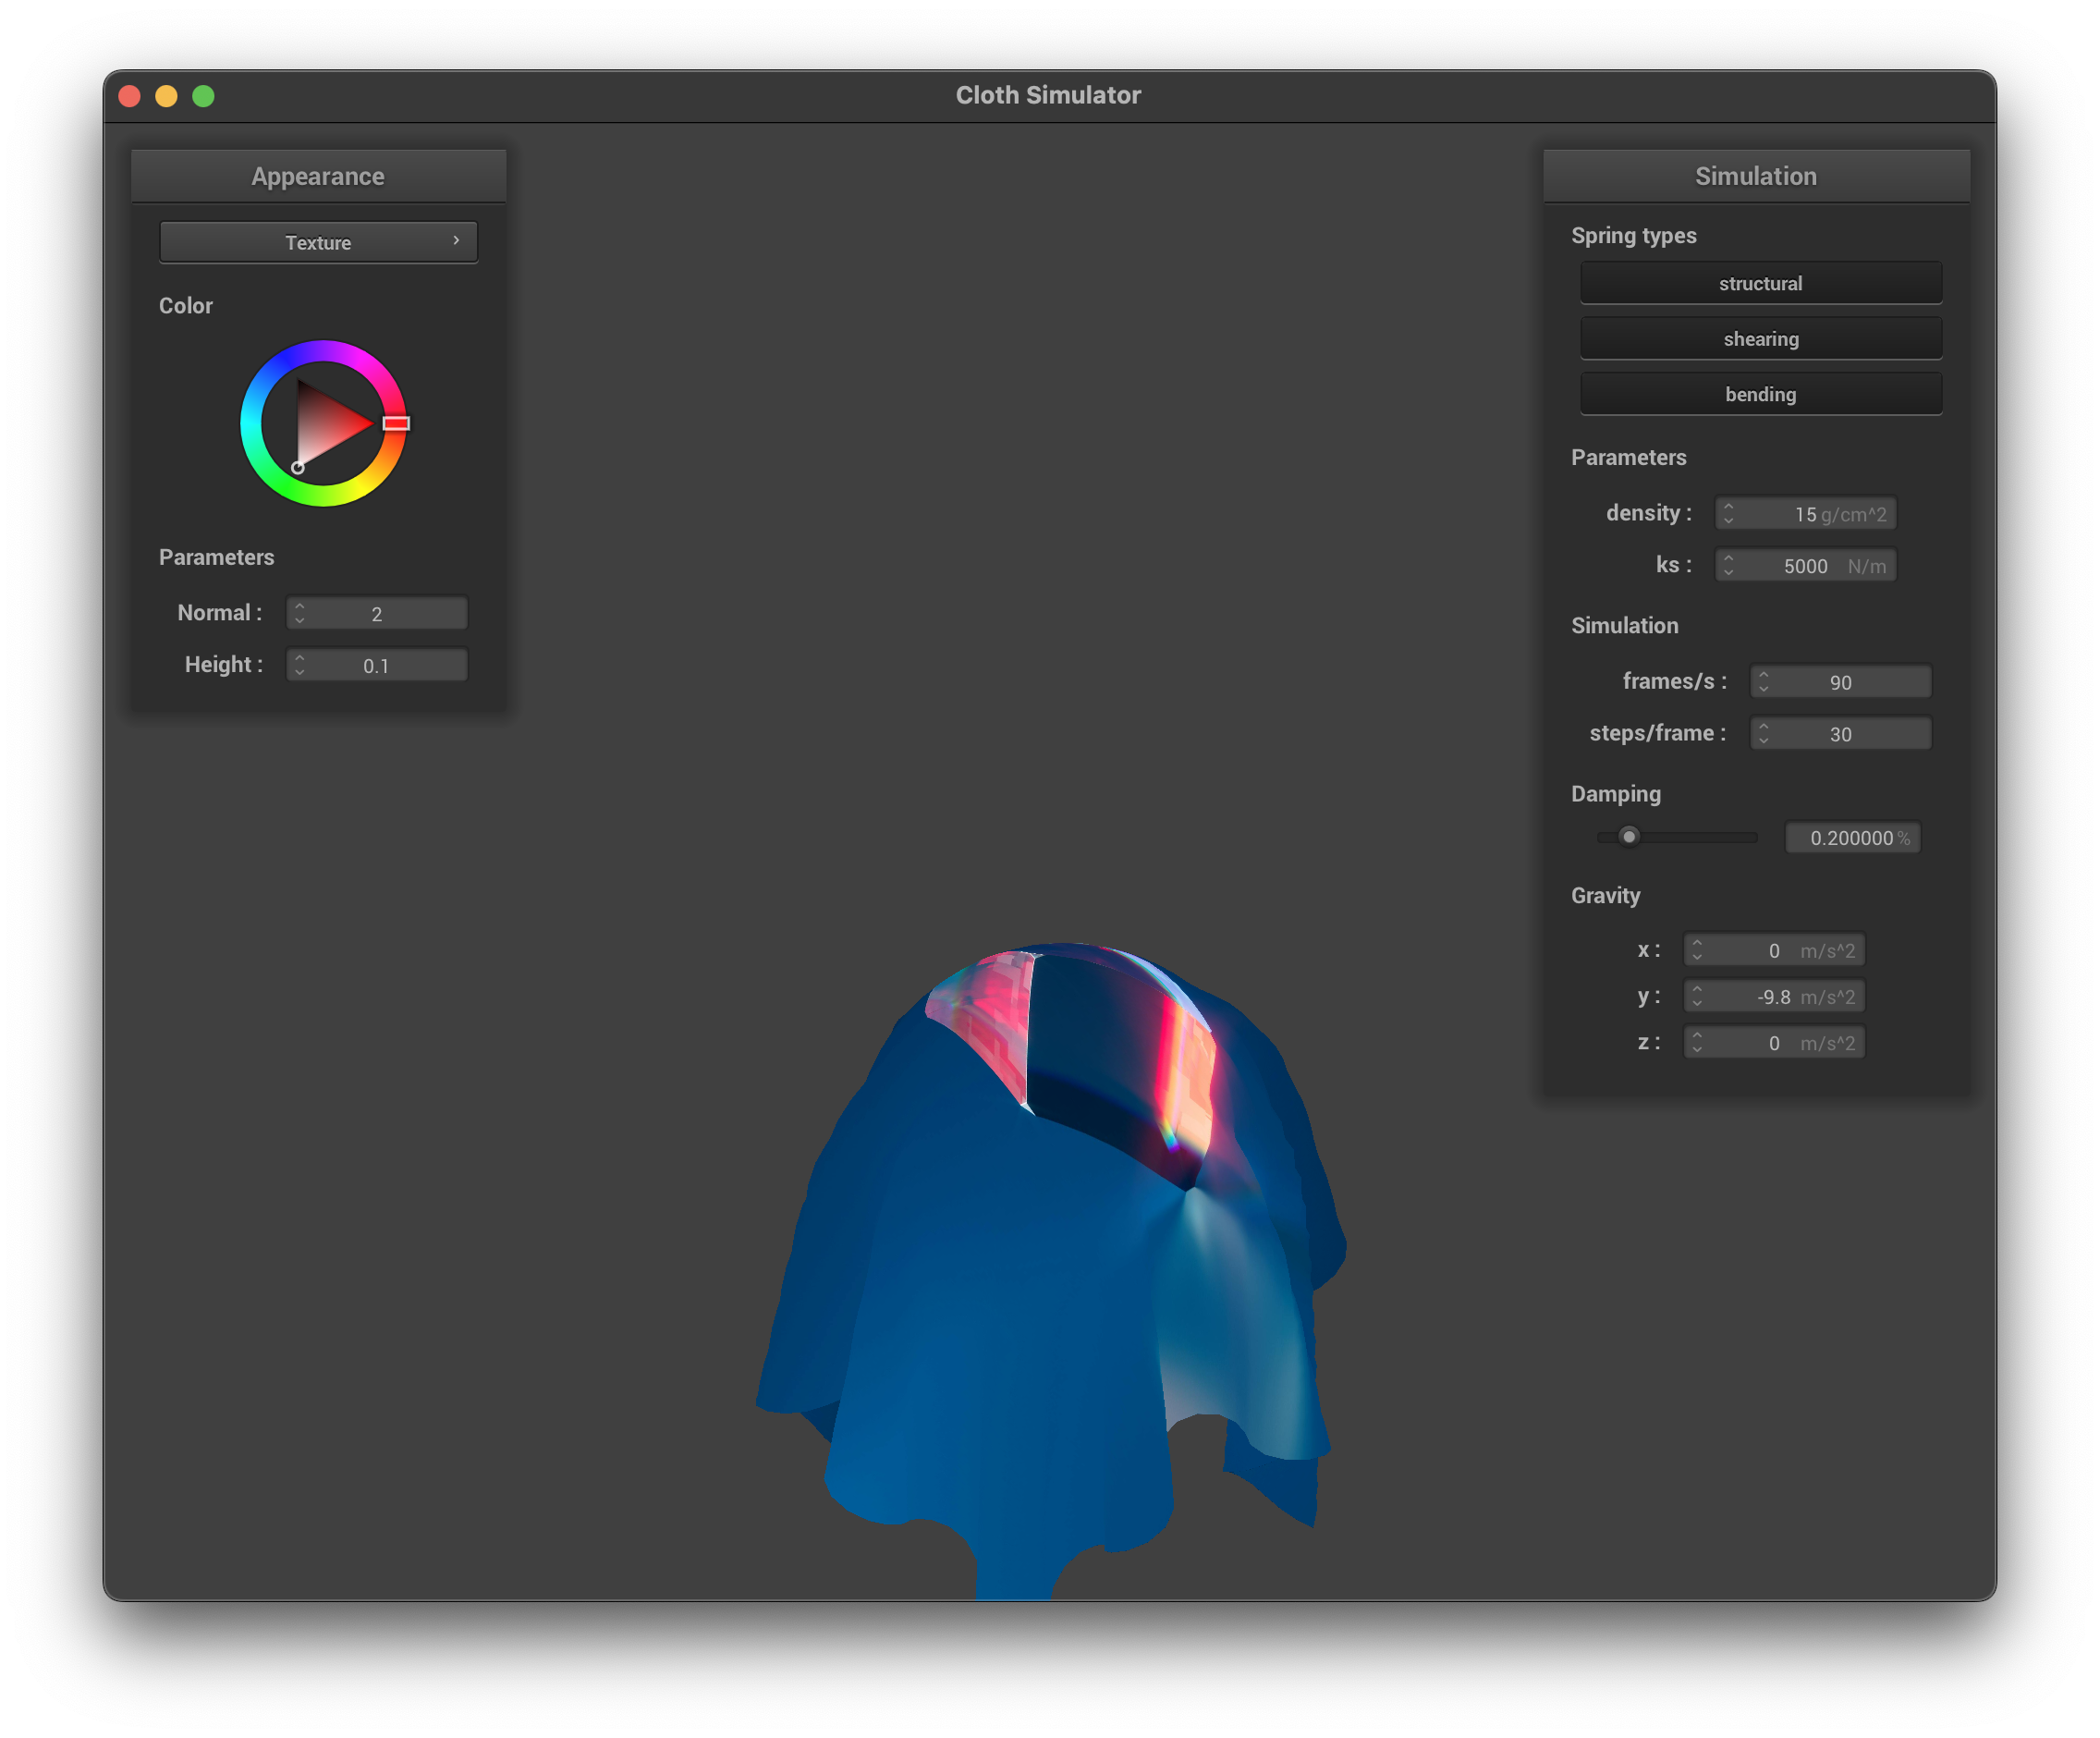 Cloth Simulator
Appearance
Texture
Color
Parameters
Normal : 2
Height : 0.1
Simulation
Spring types
structural
shearing
bending
Parameters
density : 15 g/cm^2
ks : 5000 N/m
Simulation
frames/s : 90
steps/frame : 30
Damping
0.200000 %
Gravity
x : 0 m/s^2
y : -9.8 m/s^2
z : 0 m/s^2